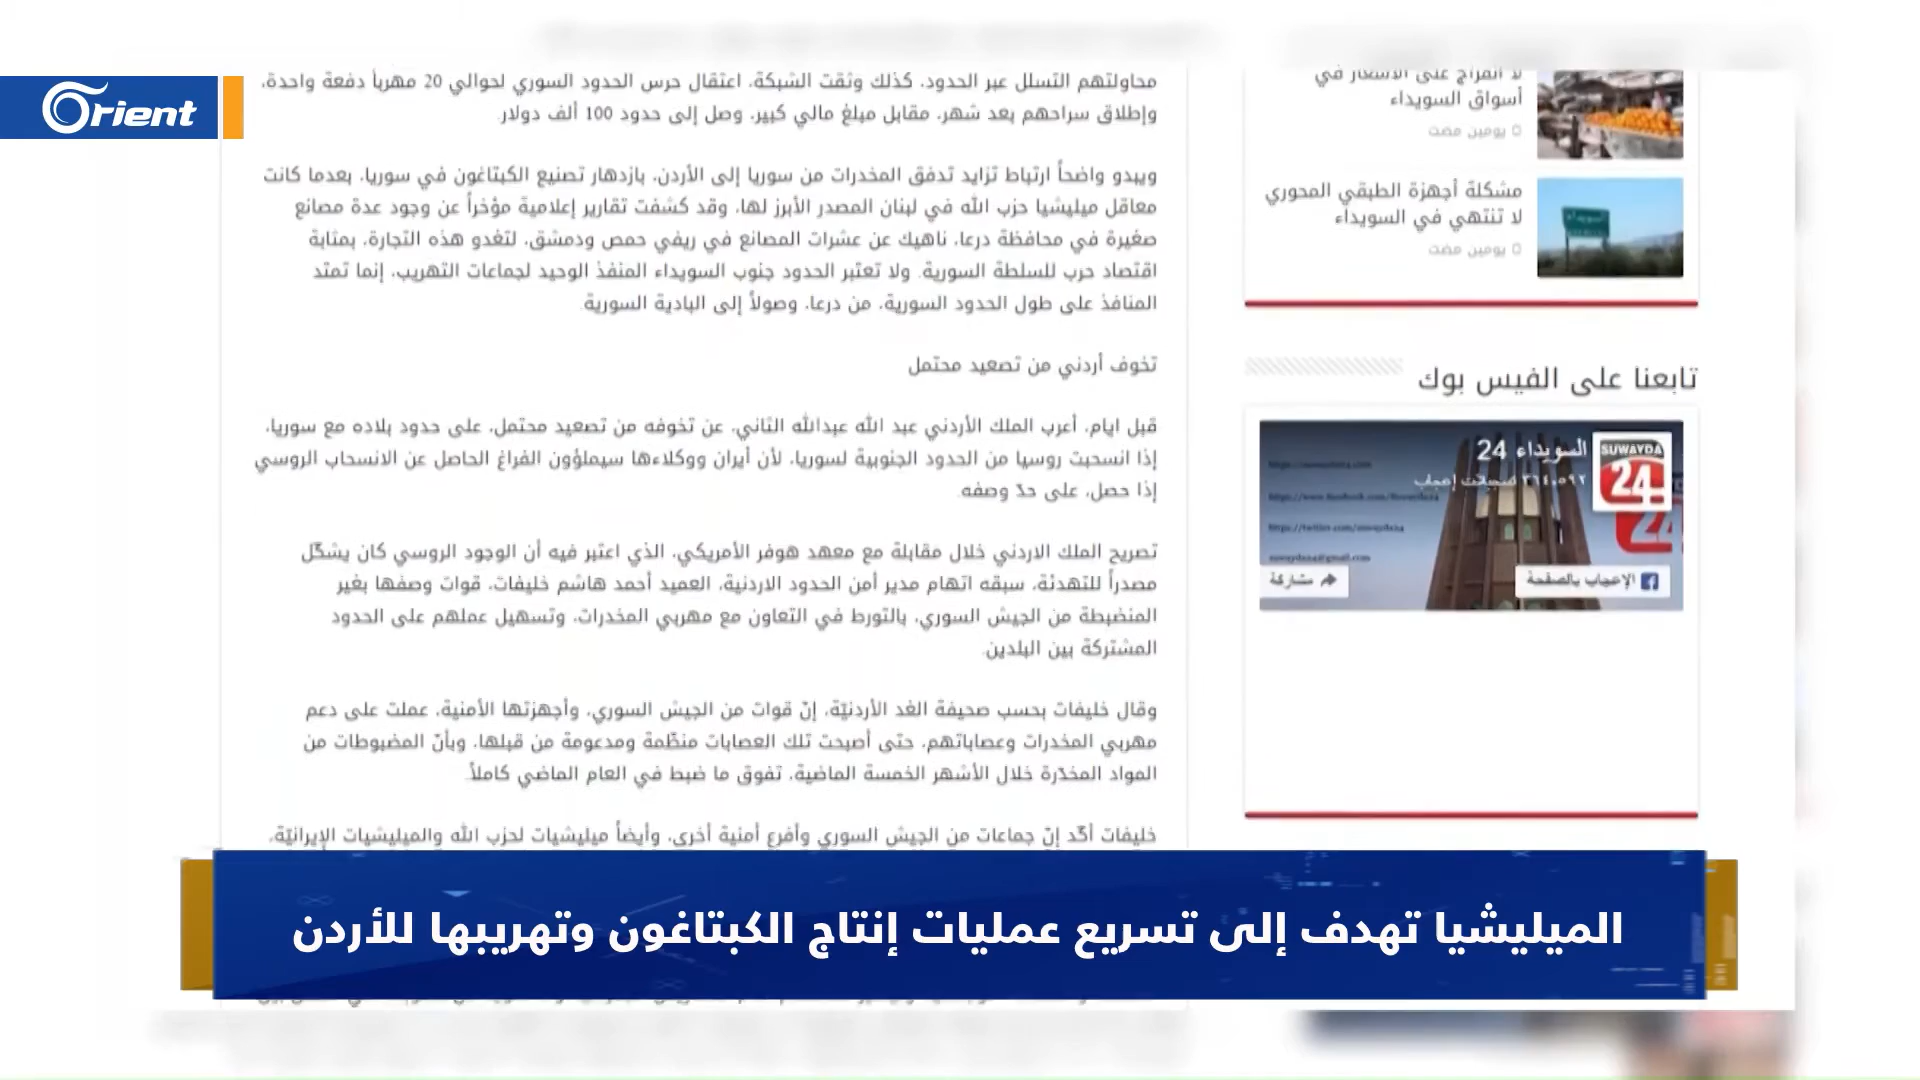 Orient
محاولتهم التسلل عبر الحدود، كذلك وثقت الشبكة، اعتقال حرس الحدود السوري لحوالي 20 مهرباً دفعة واحدة،
وإطلاق سراحهم بعد شهر، مقابل مبلغ مالي كبير، وصل إلى حدود 100 ألف دولار.
ويبدو واضحاً ارتباط تزايد تدفق المخدرات من سوريا إلى الأردن، بازدهار تصنيع الكبتاغون في سوريا، بعدما كانت
معاقل ميليشيا حزب الله في لبنان المصدر الأبرز لها، وقد كشفت تقارير إعلامية مؤخراً عن وجود عدة مصانع
صغيرة في محافظة درعا، ناهيك عن عشرات المصانع في ريفي حمص ودمشق، لتغدو هذه التجارة، بمثابة
اقتصاد حرب للسلطة السورية. ولا تعتبر الحدود جنوب السويداء المنفذ الوحيد لجماعات التهريب، إنما تمتد
المنافذ على طول الحدود السورية، من درعا، وصولاً إلى البادية السورية.
تخوف أردني من تصعيد محتمل
قبل ايام، أعرب الملك الأردني عبد الله عبدالله الثاني، عن تخوفه من تصعيد محتمل، على حدود بلاده مع سوريا،
إذا انسحبت روسيا من الحدود الجنوبية لسوريا، لأن أيران ووكلاءها سيملؤون الفراغ الحاصل عن الانسحاب الروسي
إذا حصل، على حدّ وصفه.
تصريح الملك الاردني خلال مقابلة مع معهد هوفر الأمريكي، الذي اعتبر فيه أن الوجود الروسي كان يشكّل
مصدراً للتهدئة، سبقه اتهام مدير أمن الحدود الاردنية، العميد أحمد هاشم خليفات، قوات وصفها بغير
المنضبطة من الجيش السوري، بالتورط في التعاون مع مهربي المخدرات، وتسهيل عملهم على الحدود
المشتركة بين البلدين.
وقال خليفات بحسب صحيفة الغد الأردنيّة، إنّ قوات من الجيش السوري، وأجهزتها الأمنية، عملت على دعم
مهربي المخدرات وعصاباتهم، حتى أصبحت تلك العصابات منظّمة ومدعومة من قبلها، وبأنّ المضبوطات من
المواد المخدّرة خلال الأشهر الخمسة الماضية، تفوق ما ضبط في العام الماضي كاملاً.
خليفات أكّد إنّ جماعات من الجيش السوري وأفرع أمنية أخرى، وأيضاً ميليشيات لحزب الله والميليشيات الإيرانيّة،
لا انفراج على الأسعار في
أسواق السويداء
يومين مضت
مشكلة أجهزة الطبقي المحوري
لا تنتهي في السويداء
يومين مضت
السويداء
تابعنا على الفيس بوك
السويداء 24
٣٦٤،٥٩٢ تسجيلات إعجاب
SUWAYDA
24
الإعجاب بالصفحة
مشاركة
الميليشيا تهدف إلى تسريع عمليات إنتاج الكبتاغون وتهريبها للأردن